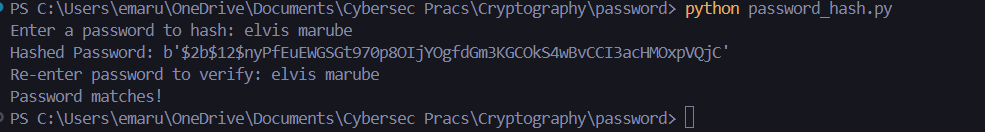 PS C:\Users\emaru\OneDrive\Documents\Cybersec Pracs\Cryptography\password> python password_hash.py
Enter a password to hash: elvis marube
Hashed Password: b'$2b$12$nyPfEuEWGSGt970p8OIjYOgfdGm3KGCOkS4wBvCCI3acHMOxpVQjC'
Re-enter password to verify: elvis marube
Password matches!
PS C:\Users\emaru\OneDrive\Documents\Cybersec Pracs\Cryptography\password>